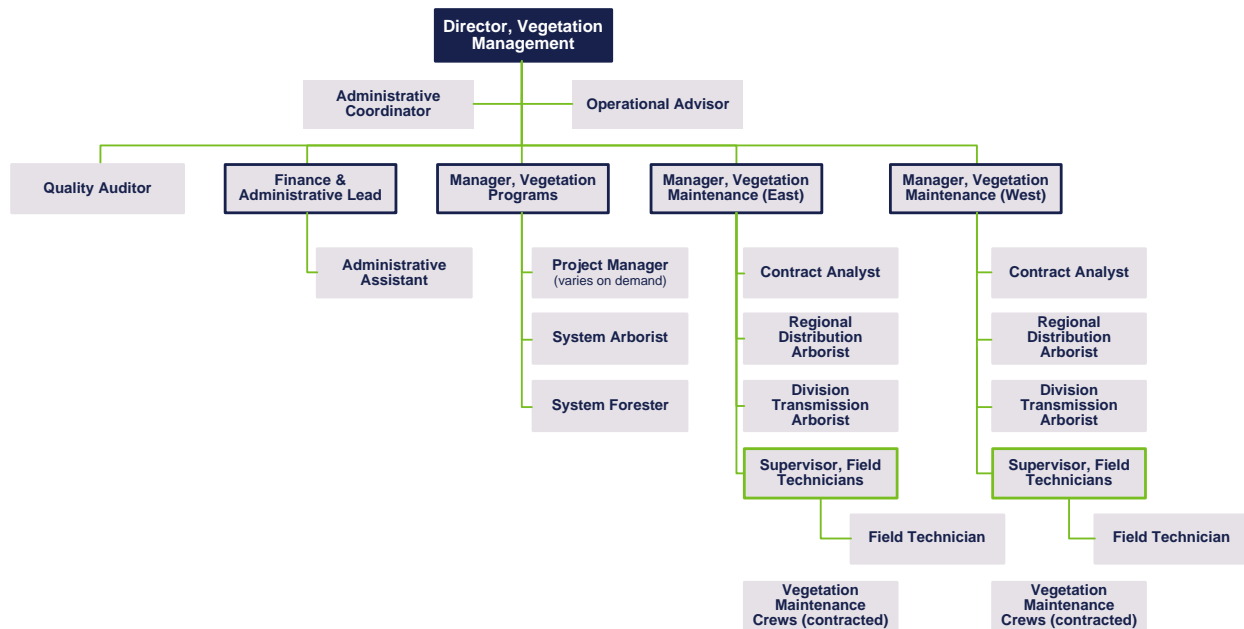 Director, Vegetation
Management
Administrative
Coordinator
Operational Advisor
Quality Auditor
Finance &
Administrative Lead
Manager, Vegetation
Programs
Manager, Vegetation
Maintenance (East)
Manager, Vegetation
Maintenance (West)
Administrative
Assistant
Project Manager
(varies on demand)
Contract Analyst
Contract Analyst
System Arborist
Regional
Distribution
Arborist
Regional
Distribution
Arborist
System Forester
Division
Transmission
Arborist
Division
Transmission
Arborist
Supervisor, Field
Technicians
Supervisor, Field
Technicians
Field Technician
Field Technician
Vegetation
Maintenance
Crews (contracted)
Vegetation
Maintenance
Crews (contracted)